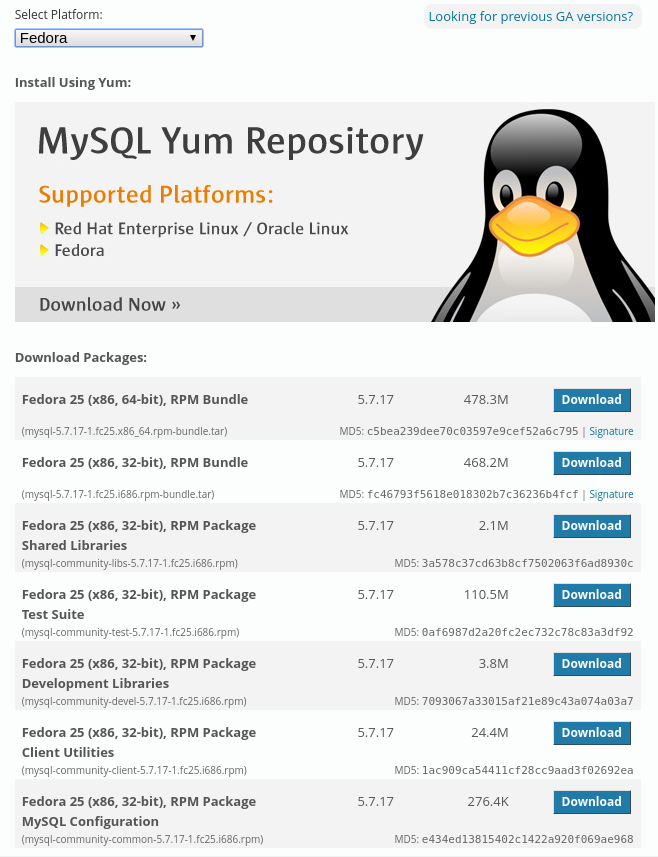 Select Platform:
Looking for previous GA versions?
Fedora
Install Using Yum:
MySQL Yum Repository
Supported Platforms:
Red Hat Enterprise Linux / Oracle Linux
Fedora
Download Now »
Download Packages:
Fedora 25 (x86, 64-bit), RPM Bundle 5.7.17 478.3M Download
(mysql-5.7.17-1.fc25.x86_64.rpm-bundle.tar) MD5: c5bea239dee70c03597e9cef52a6c795 | Signature
Fedora 25 (x86, 32-bit), RPM Bundle 5.7.17 468.2M Download
(mysql-5.7.17-1.fc25.i686.rpm-bundle.tar) MD5: fc46793f5618e018302b7c36236b4fcf | Signature
Fedora 25 (x86, 32-bit), RPM Package 5.7.17 2.1M Download
Shared Libraries
(mysql-community-libs-5.7.17-1.fc25.i686.rpm) MD5: 3a578c37cd63b8cf7502063f6ad8930c
Fedora 25 (x86, 32-bit), RPM Package 5.7.17 110.5M Download
Test Suite
(mysql-community-test-5.7.17-1.fc25.i686.rpm) MD5: 0af6987d2a20fc2ec732c78c83a3df92
Fedora 25 (x86, 32-bit), RPM Package 5.7.17 3.8M Download
Development Libraries
(mysql-community-devel-5.7.17-1.fc25.i686.rpm) MD5: 7093067a33015af21e89c43a074a03a7
Fedora 25 (x86, 32-bit), RPM Package 5.7.17 24.4M Download
Client Utilities
(mysql-community-client-5.7.17-1.fc25.i686.rpm) MD5: 1ac909ca54411cf28cc9aad3f02692ea
Fedora 25 (x86, 32-bit), RPM Package 5.7.17 276.4K Download
MySQL Configuration
(mysql-community-common-5.7.17-1.fc25.i686.rpm) MD5: e434ed13815402c1422a920f069ae968